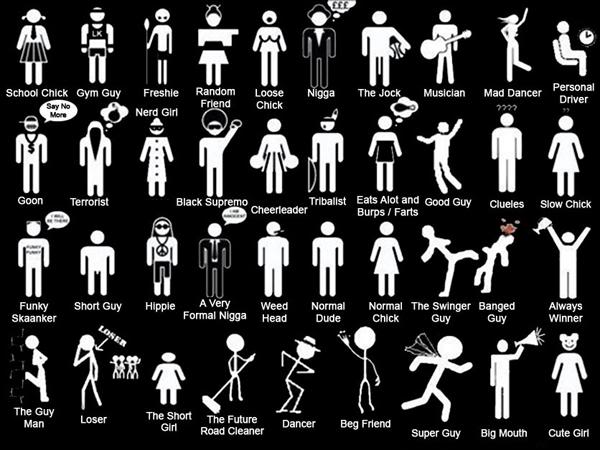 LK
£££
School Chick
Gym Guy
Freshie
Random
Friend
Loose
Chick
Nigga
The Jock
Musician
Mad Dancer
Personal
Driver
Nerd Girl
Say No
More
????
??
Goon
Terrorist
Black Supremo
Cheerleader
Tribalist
Eats Alot and
Burps / Farts
Good Guy
Clueles
Slow Chick
I WILL
BE THERE
FUNKY
FUNKY
I AM
INNOCENT
Funky
Skaanker
Short Guy
Hippie
A Very
Formal Nigga
Weed
Head
Normal
Dude
Normal
Chick
The Swinger
Guy
Banged
Guy
Always
Winner
LOSER
The Guy
Man
Loser
The Short
Girl
The Future
Road Cleaner
Dancer
Beg Friend
Super Guy
Big Mouth
Cute Girl